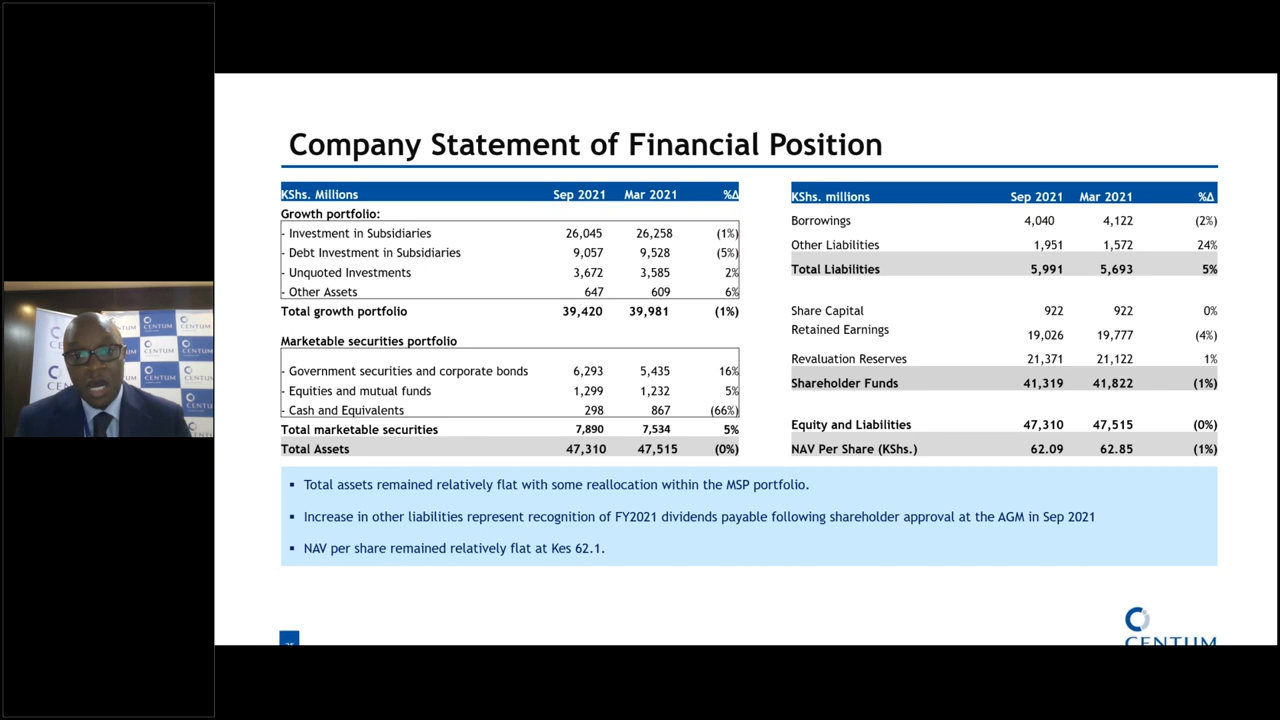 Company Statement of Financial Position
KShs. Millions Sep 2021 Mar 2021 %Δ
Growth portfolio:
- Investment in Subsidiaries 26,045 26,258 (1%)
- Debt Investment in Subsidiaries 9,057 9,528 (5%)
- Unquoted Investments 3,672 3,585 2%
- Other Assets 647 609 6%
Total growth portfolio 39,420 39,981 (1%)
Marketable securities portfolio
- Government securities and corporate bonds 6,293 5,435 16%
- Equities and mutual funds 1,299 1,232 5%
- Cash and Equivalents 298 867 (66%)
Total marketable securities 7,890 7,534 5%
Total Assets 47,310 47,515 (0%)
KShs. millions Sep 2021 Mar 2021 %Δ
Borrowings 4,040 4,122 (2%)
Other Liabilities 1,951 1,572 24%
Total Liabilities 5,991 5,693 5%
Share Capital 922 922 0%
Retained Earnings 19,026 19,777 (4%)
Revaluation Reserves 21,371 21,122 1%
Shareholder Funds 41,319 41,822 (1%)
Equity and Liabilities 47,310 47,515 (0%)
NAV Per Share (KShs.) 62.09 62.85 (1%)
▪ Total assets remained relatively flat with some reallocation within the MSP portfolio.
▪ Increase in other liabilities represent recognition of FY2021 dividends payable following shareholder approval at the AGM in Sep 2021
▪ NAV per share remained relatively flat at Kes 62.1.
CENTUM
CENTUM
CENTUM